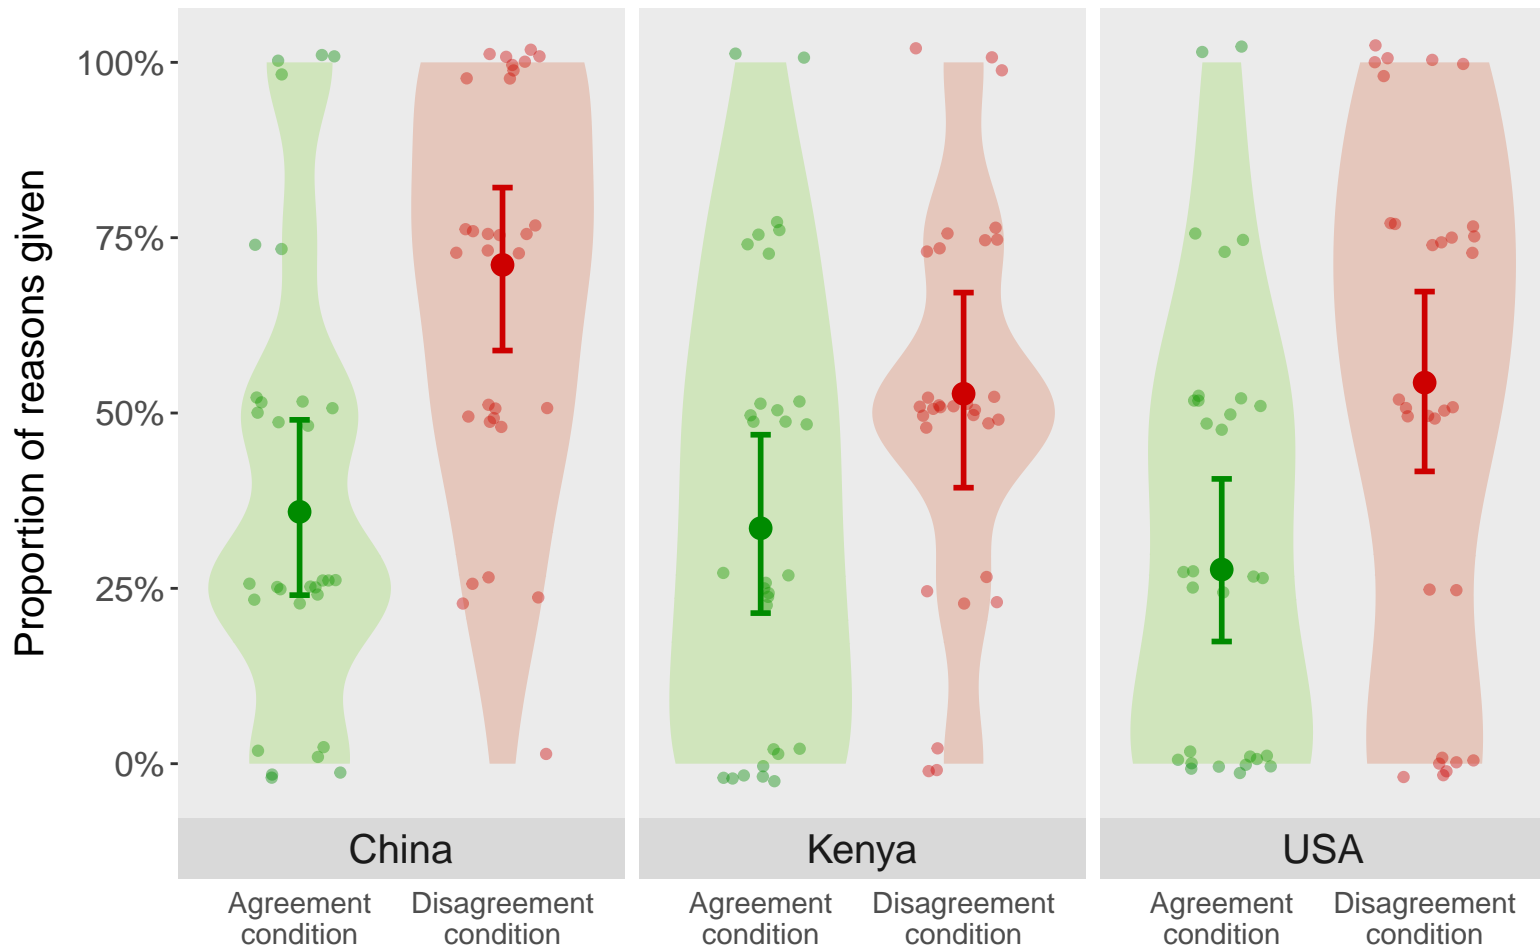 Proportion of reasons given
100%
75%
50%
25%
0%
China
Kenya
USA
Agreement
condition
Disagreement
condition
Agreement
condition
Disagreement
condition
Agreement
condition
Disagreement
condition